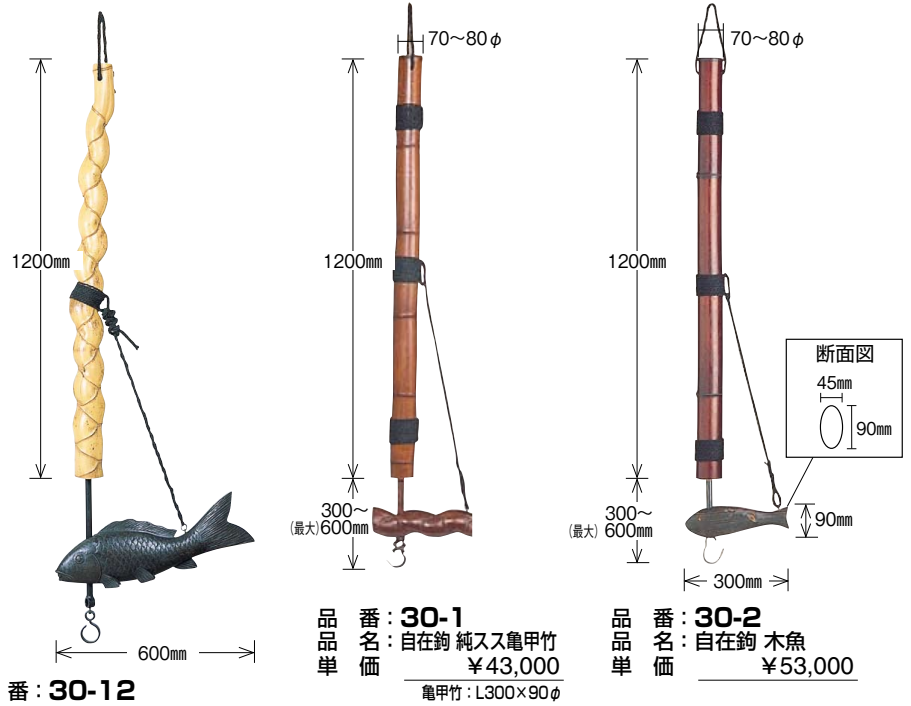 70～80φ
70～80φ
1200㎜
1200㎜
1200㎜
断面図
45㎜
90㎜
300～
(最大) 600㎜
300～
(最大) 600㎜
90㎜
300㎜
600㎜
番：30-12
品　番：30-1
品　名：自在鉤 純スス亀甲竹
単　価　￥43,000
亀甲竹：L300×90φ
品　番：30-2
品　名：自在鉤 木魚
単　価　￥53,000